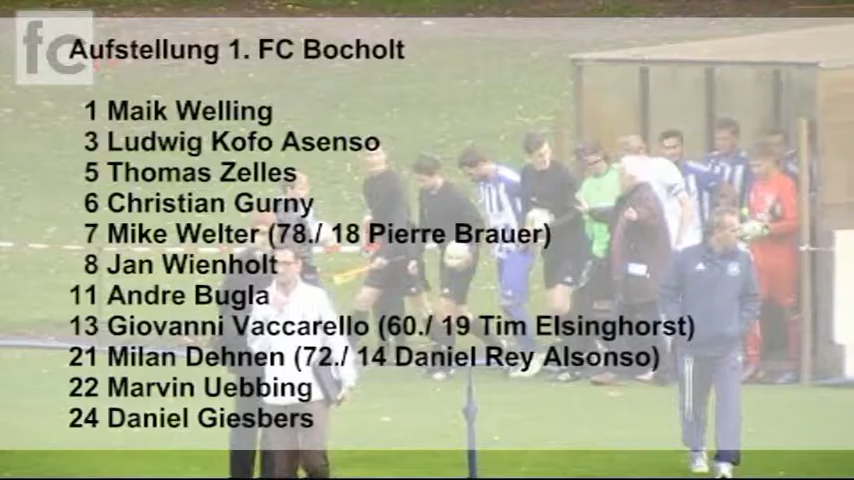 fc
Aufstellung 1. FC Bocholt
1 Maik Welling
3 Ludwig Kofo Asenso
5 Thomas Zelles
6 Christian Gurny
7 Mike Welter (78./ 18 Pierre Brauer)
8 Jan Wienholt
11 Andre Bugla
13 Giovanni Vaccarello (60./ 19 Tim Elsinghorst)
21 Milan Dehnen (72./ 14 Daniel Rey Alsonso)
22 Marvin Uebbing
24 Daniel Giesbers